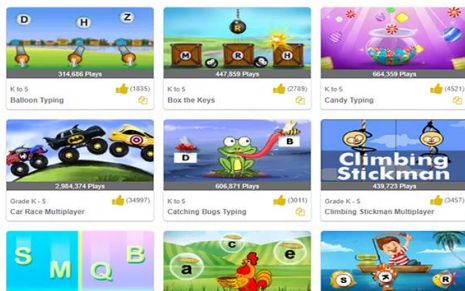 D H Z
R
M R H
314,686 Plays
447,859 Plays
664,359 Plays
K to 5 (1835)
K to 5 (2789)
K to 5 (4521)
Balloon Typing
Box the Keys
Candy Typing
D
B
Climbing
Stickman
2,984,374 Plays
606,871 Plays
439,723 Plays
Grade K - 5 (34997)
K to 5 (3011)
Grade K - 5 (3457)
Car Race Multiplayer
Catching Bugs Typing
Climbing Stickman Multiplayer
S M Q B
a c e
S K R